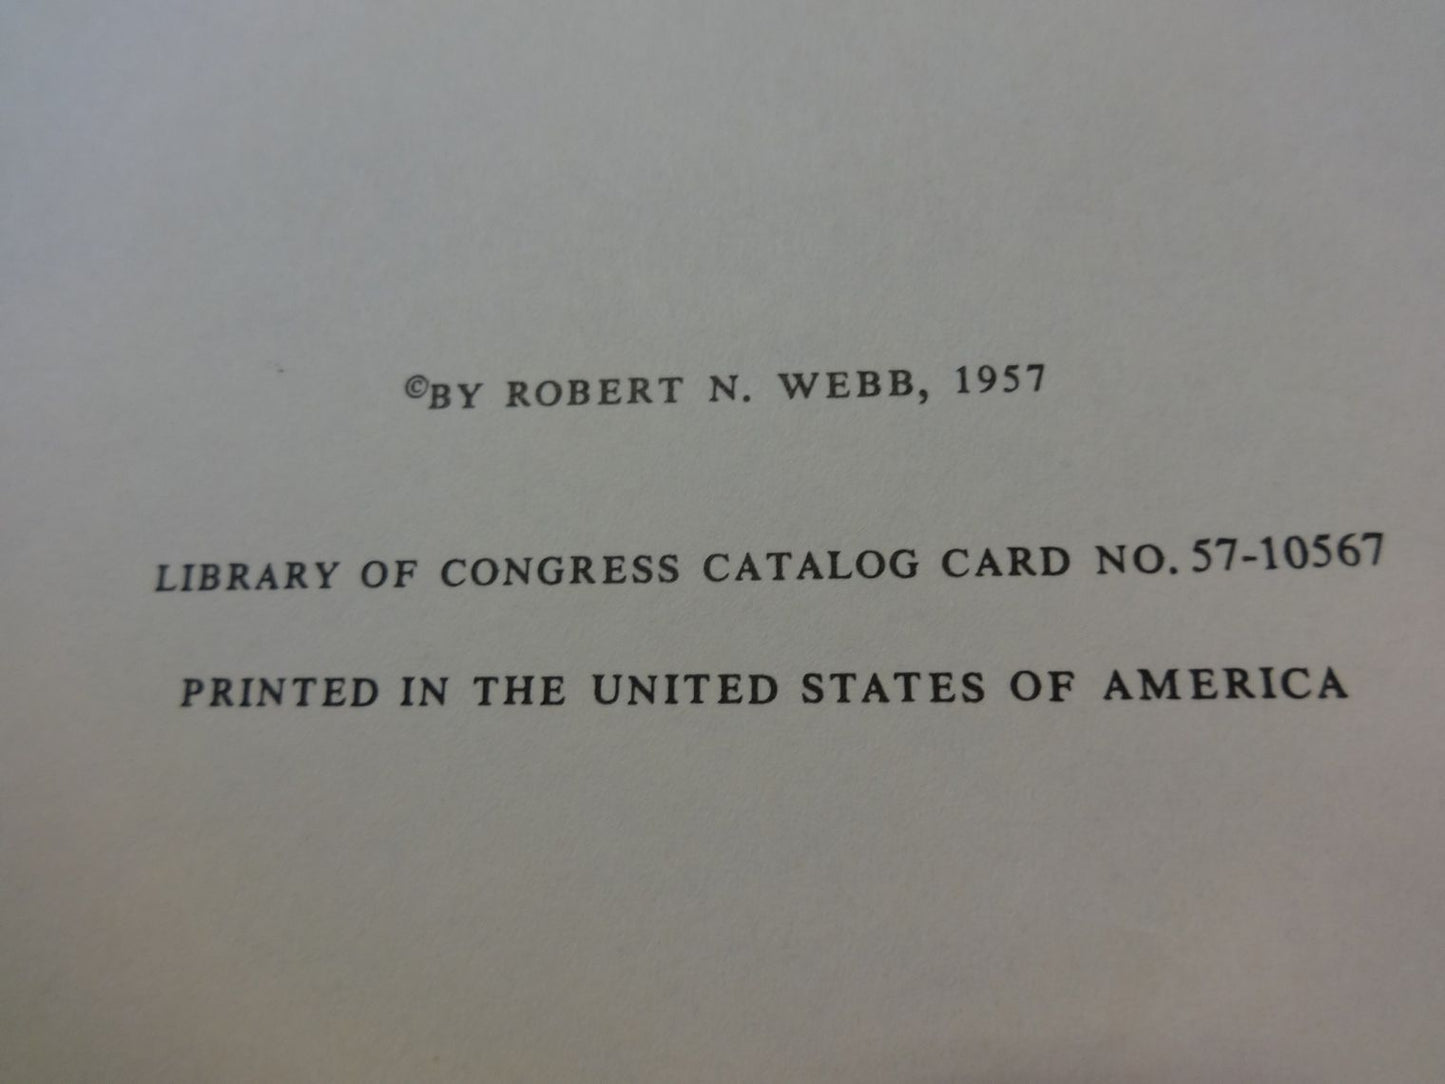 ©BY ROBERT N. WEBB, 1957
LIBRARY OF CONGRESS CATALOG CARD NO. 57-10567
PRINTED IN THE UNITED STATES OF AMERICA